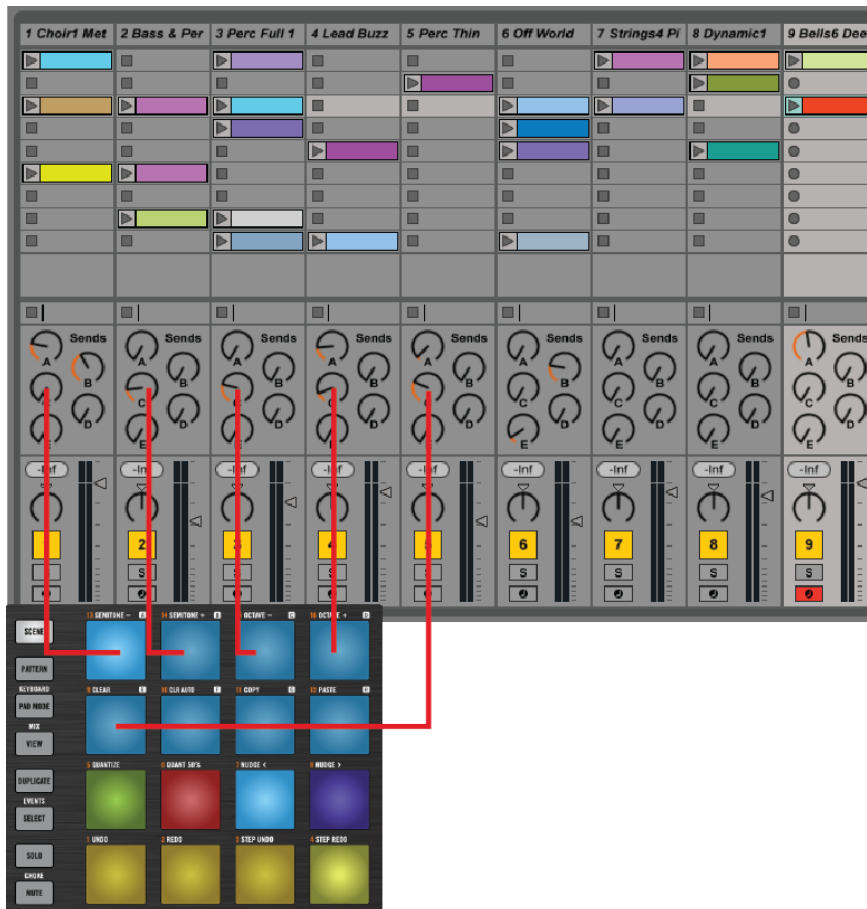 1 Choir1 Met 2 Bass & Per 3 Perc Full 1 4 Lead Buzz 5 Perc Thin 6 Off World 7 Strings4 Pi 8 Dynamic1 9 Bells6 Dee
Sends Sends Sends Sends Sends Sends Sends Sends Sends
A A A A A A A A A
B B B B B B B B B
C C C C C C C
D D D D D D D D D
E E E E E E E E E
-Inf -Inf -Inf -Inf -Inf -Inf -Inf -Inf -Inf
2 4 6 7 8 9
S S S S S
13 SEMITONE - A 14 SEMITONE + B OCTAVE - C 16 OCTAVE + D
SCENE
PATTERN
9 CLEAR E 10 CLR AUTO F 11 COPY G 12 PASTE H
KEYBOARD
PAD MODE
MIX
VIEW
5 QUANTIZE 6 QUANT 50% 7 NUDGE < 8 NUDGE >
DUPLICATE
EVENTS
SELECT
1 UNDO 2 REDO 3 STEP UNDO 4 STEP REDO
SOLO
CHOKE
MUTE